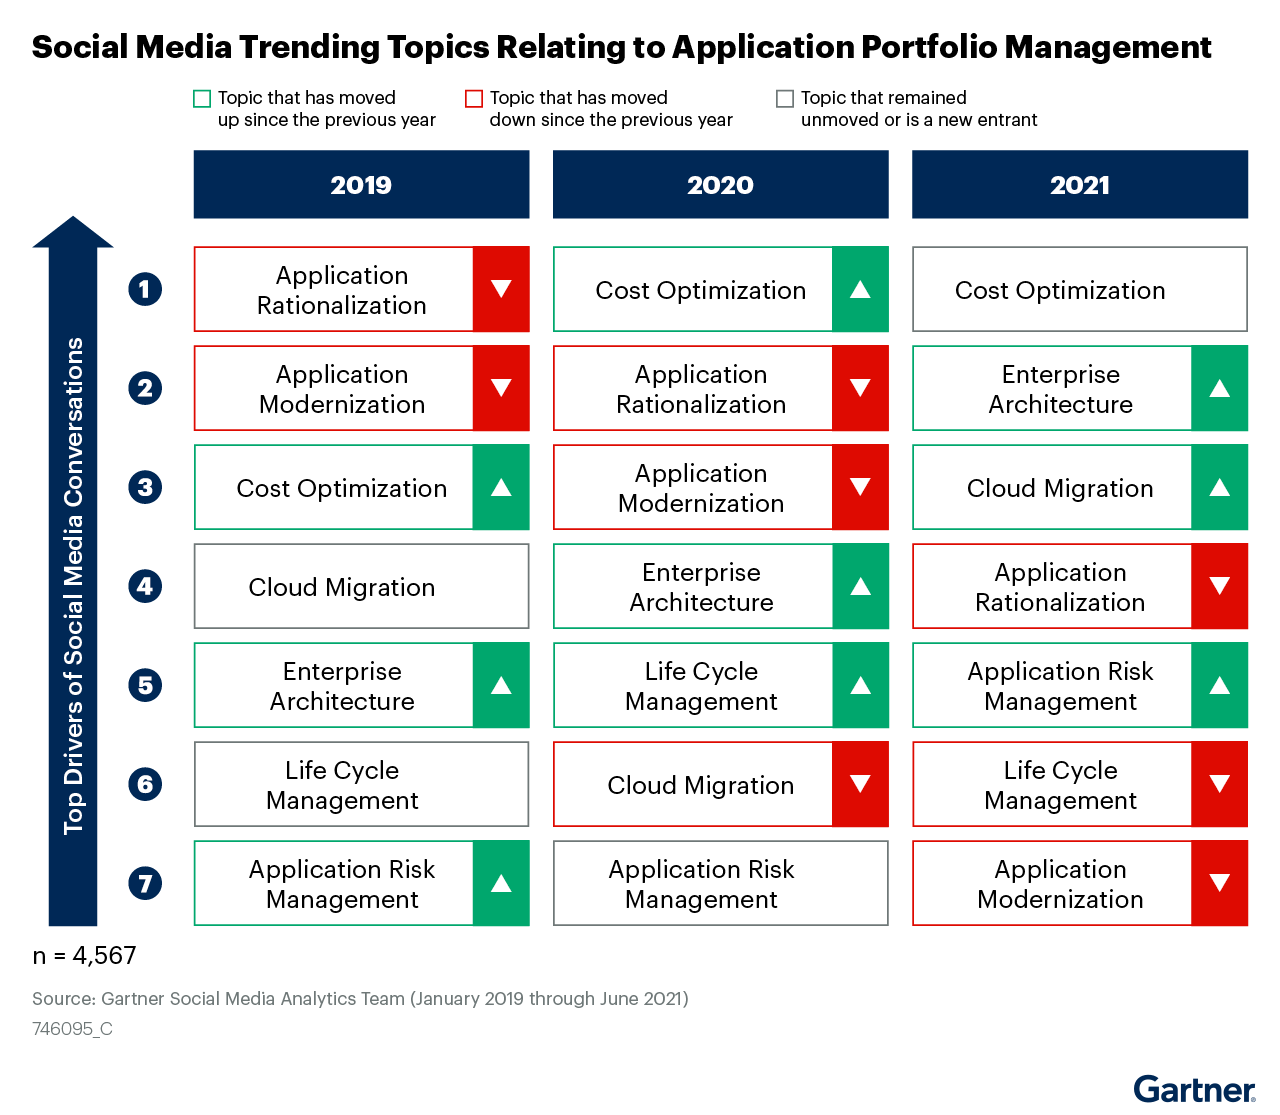 Social Media Trending Topics Relating to Application Portfolio Management
Topic that has moved
up since the previous year
Topic that has moved
down since the previous year
Topic that remained
unmoved or is a new entrant
2019
2020
2021
Top Drivers of Social Media Conversations
1
Application
Rationalization
Cost Optimization
Cost Optimization
2
Application
Modernization
Application
Rationalization
Enterprise
Architecture
3
Cost Optimization
Application
Modernization
Cloud Migration
4
Cloud Migration
Enterprise
Architecture
Application
Rationalization
5
Enterprise
Architecture
Life Cycle
Management
Application Risk
Management
6
Life Cycle
Management
Cloud Migration
Life Cycle
Management
7
Application Risk
Management
Application Risk
Management
Application
Modernization
n = 4,567
Source: Gartner Social Media Analytics Team (January 2019 through June 2021)
746095_C
Gartner®